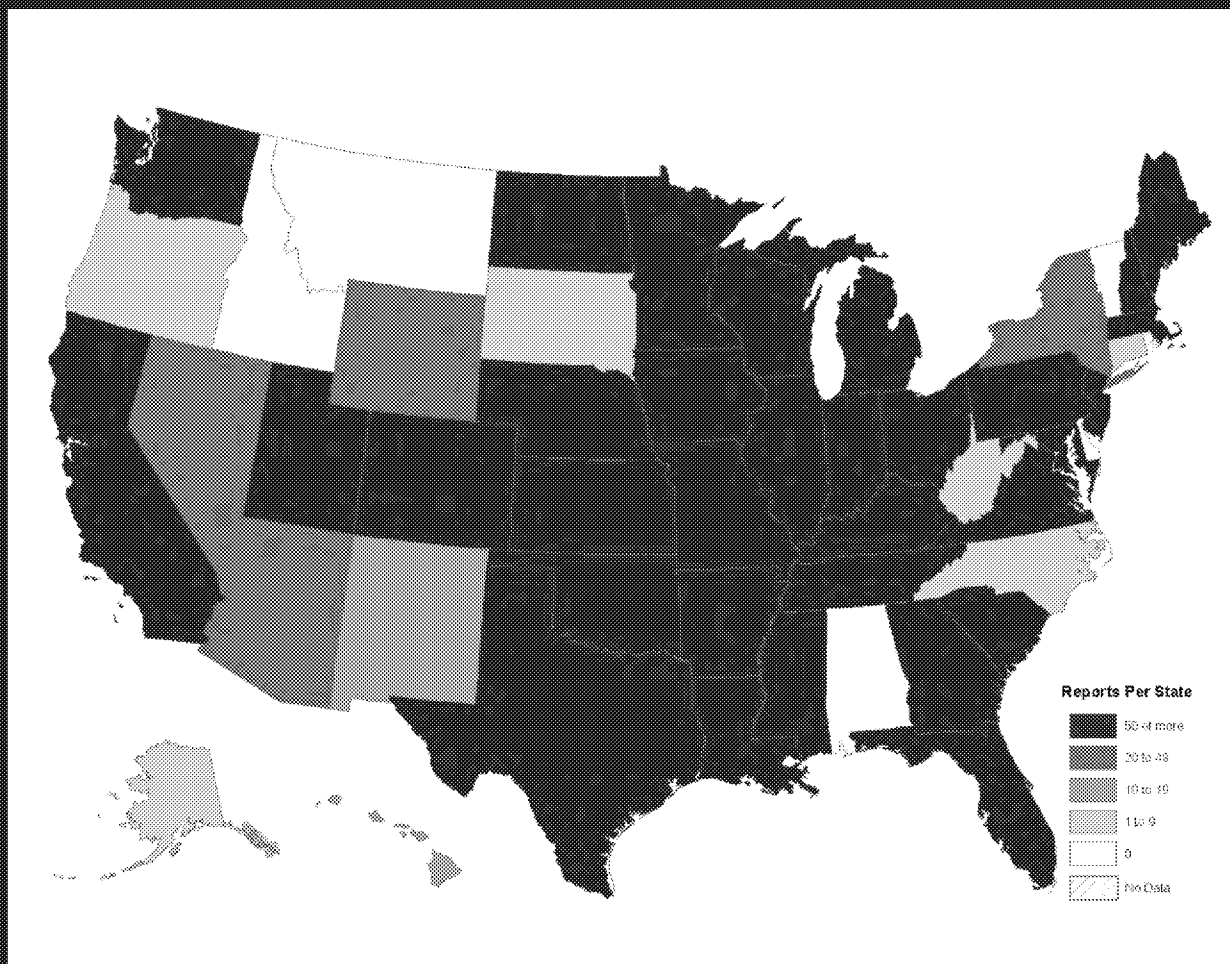 Reports Per State
50 or more
20 to 49
10 to 19
1 to 9
0
No Data